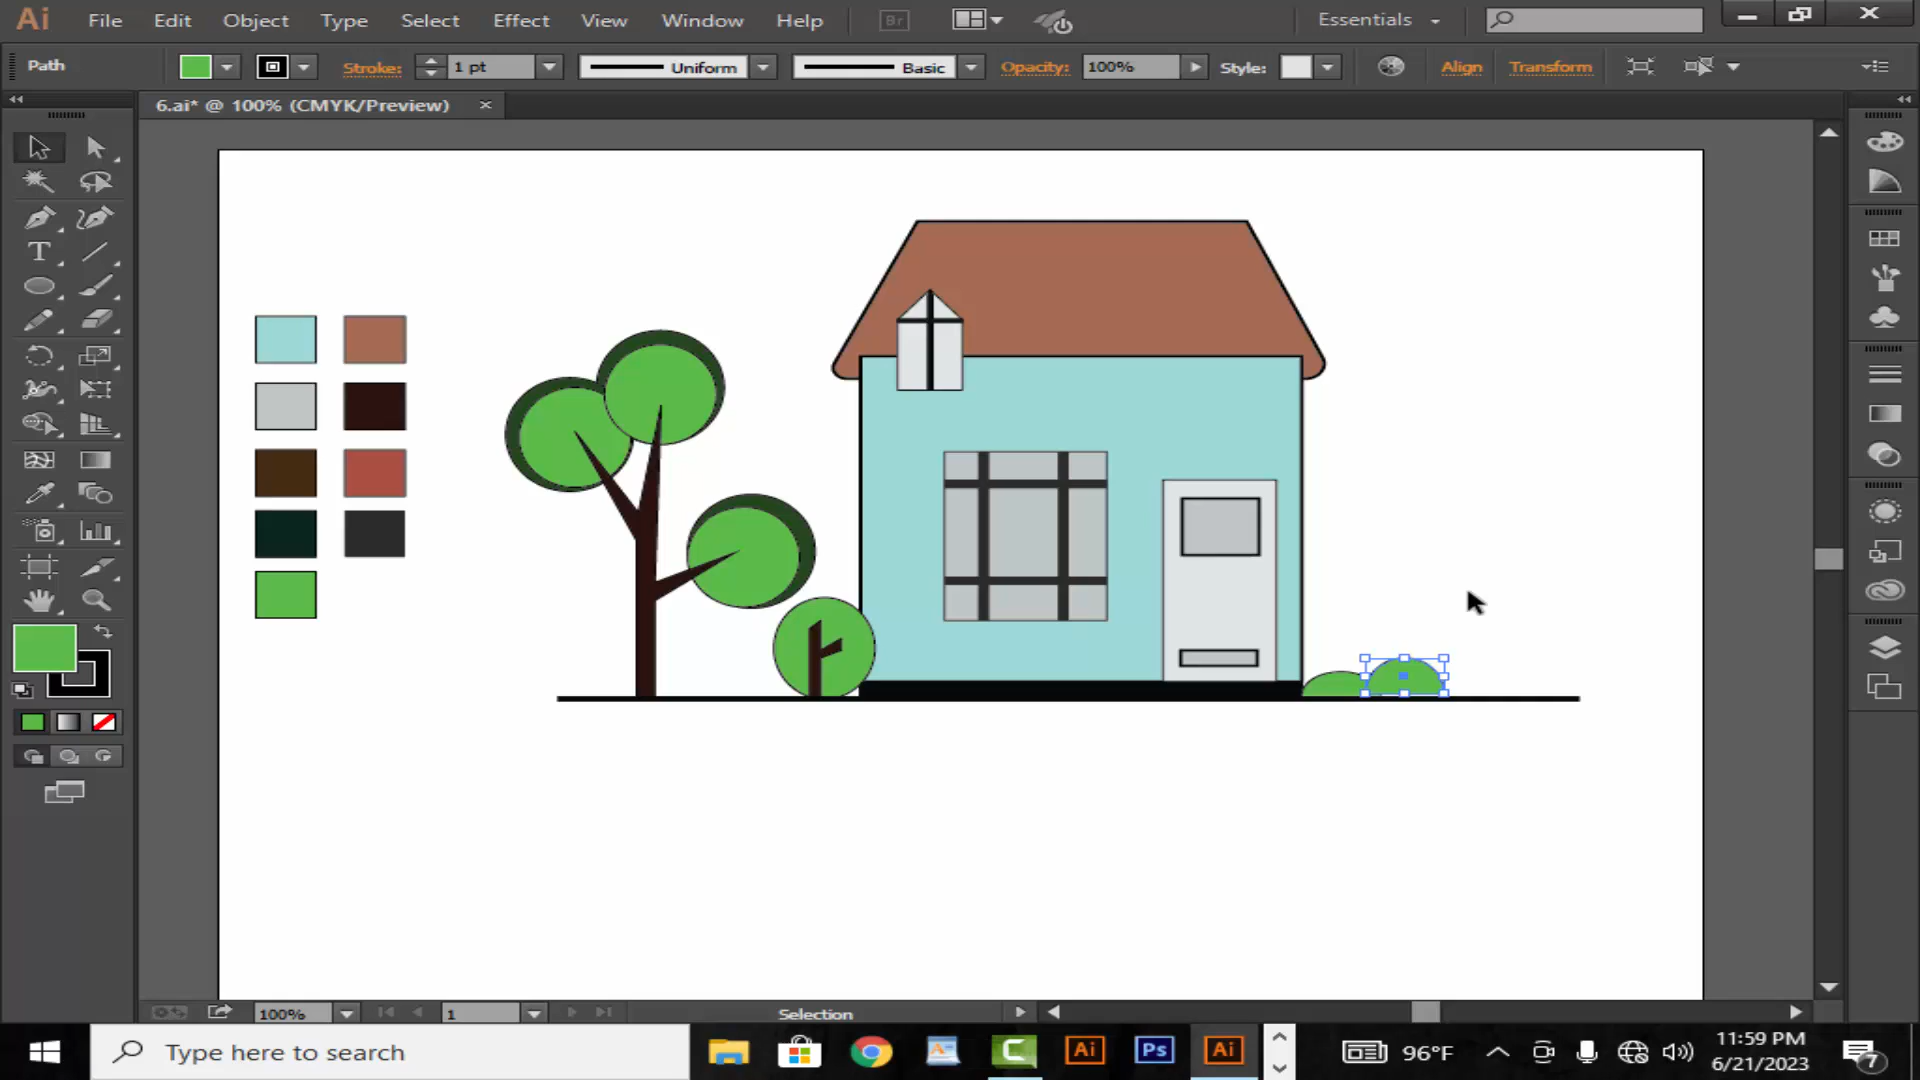 Ai File Edit Object Type Select Effect View Window Help Br Essentials
Path Stroke: 1 pt Uniform Basic Opacity: 100% Style: Align Transform
6.ai* @ 100% (CMYK/Preview)
T
100% 1 Selection
Type here to search Ai Ps Ai 96°F 11:59 PM
6/21/2023 7